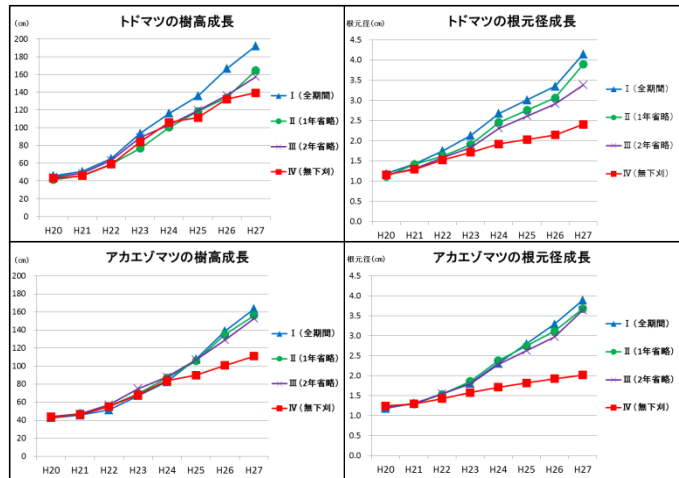 トドマツの樹高成長
(㎝)
200
180
160
140
120
100
80
60
40
20
0
H20 H21 H22 H23 H24 H25 H26 H27
Ⅰ（全期間）
Ⅱ（1年省略）
Ⅲ（2年省略）
Ⅳ（無下刈）
トドマツの根元径成長
根元径(㎝)
4.5
4.0
3.5
3.0
2.5
2.0
1.5
1.0
0.5
0.0
H20 H21 H22 H23 H24 H25 H26 H27
Ⅰ（全期間）
Ⅱ（1年省略）
Ⅲ（2年省略）
Ⅳ（無下刈）
アカエゾマツの樹高成長
200
180
160
140
120
100
80
60
40
20
0
H20 H21 H22 H23 H24 H25 H26 H27
Ⅰ（全期間）
Ⅱ（1年省略）
Ⅲ（2年省略）
Ⅳ（無下刈）
アカエゾマツの根元径成長
根元径(㎝)
4.5
4.0
3.5
3.0
2.5
2.0
1.5
1.0
0.5
0.0
H20 H21 H22 H23 H24 H25 H26 H27
Ⅰ（全期間）
Ⅱ（1年省略）
Ⅲ（2年省略）
Ⅳ（無下刈）